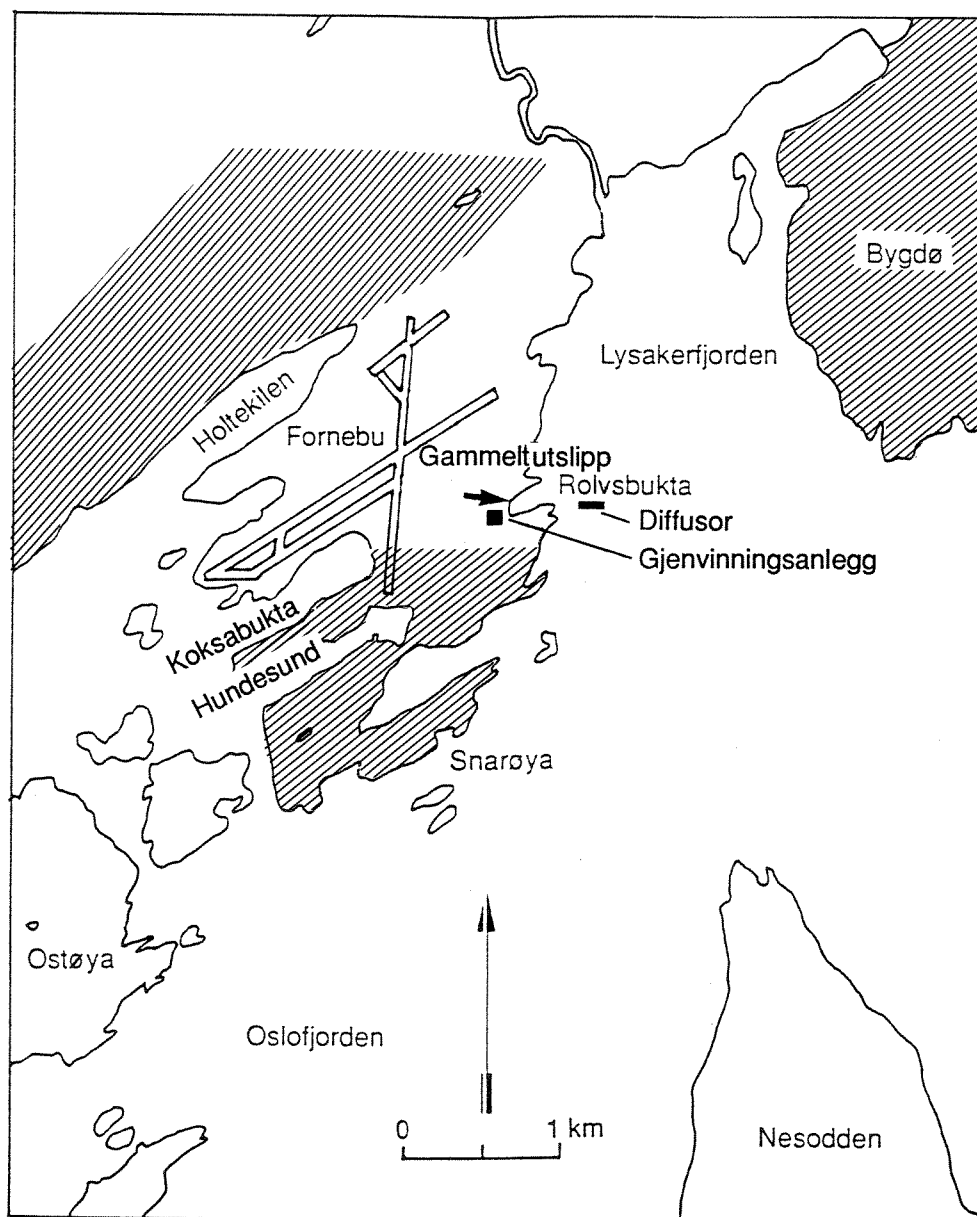 Bygdø
Lysakerfjorden
Holtekilen
Fornebu
Gammeltutslipp
Rolvsbukta
Diffusor
Gjenvinningsanlegg
Koksabukta
Hundesund
Snarøya
Ostøya
Oslofjorden
0 1 km
Nesodden